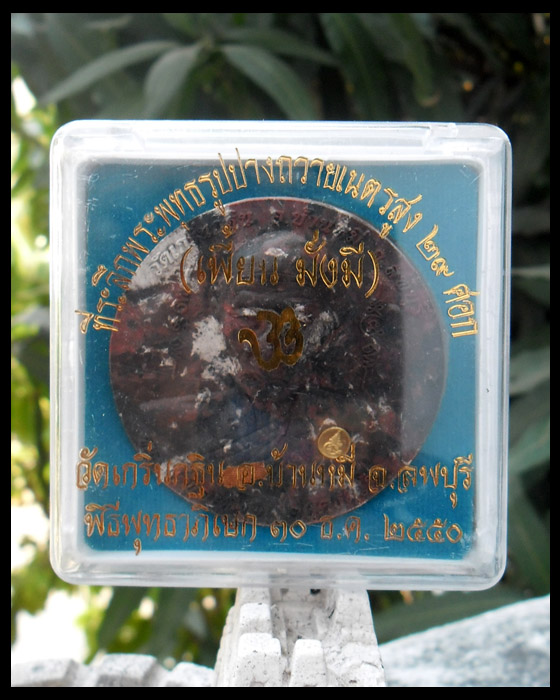 ที่ระลึกพระพุทธรูปปางถวายเนตรสูง ๒๙ ศอก
(เพี้ยน มั่งมี)
วัดเกริ่นกฐิน อ.บ้านหมี่ จ.ลพบุรี
พิธีพุทธาภิเษก ๓๐ ธ.ค. ๒๕๕๐